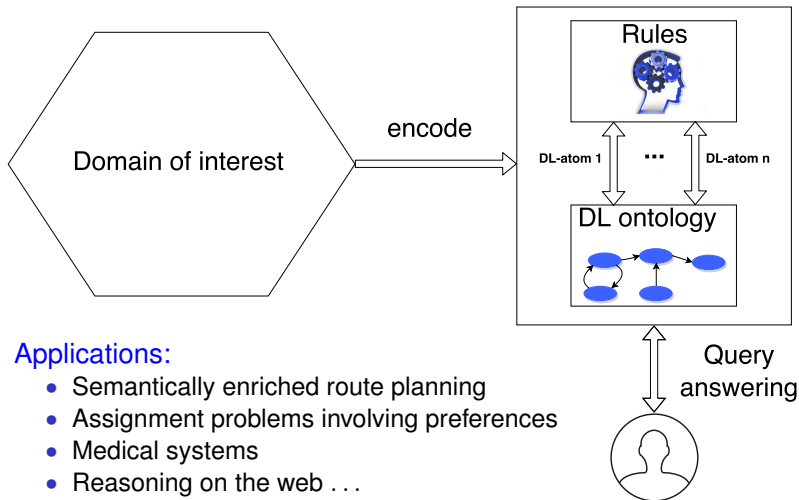 Rules
encode
Domain of interest
DL-atom 1
...
DL-atom n
DL ontology
Applications:
• Semantically enriched route planning
• Assignment problems involving preferences
• Medical systems
• Reasoning on the web . . .
Query
answering